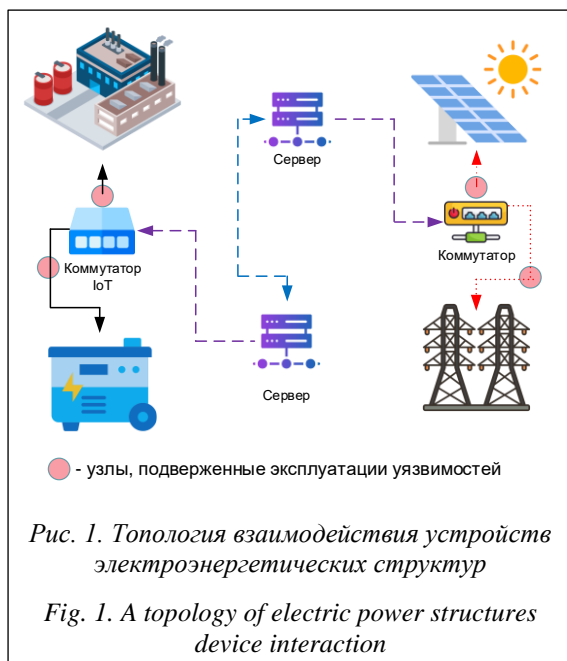 Сервер
Коммутатор
IoT
Коммутатор
Сервер
- узлы, подверженные эксплуатации уязвимостей
Рис. 1. Топология взаимодействия устройств
электроэнергетических структур
Fig. 1. A topology of electric power structures
device interaction